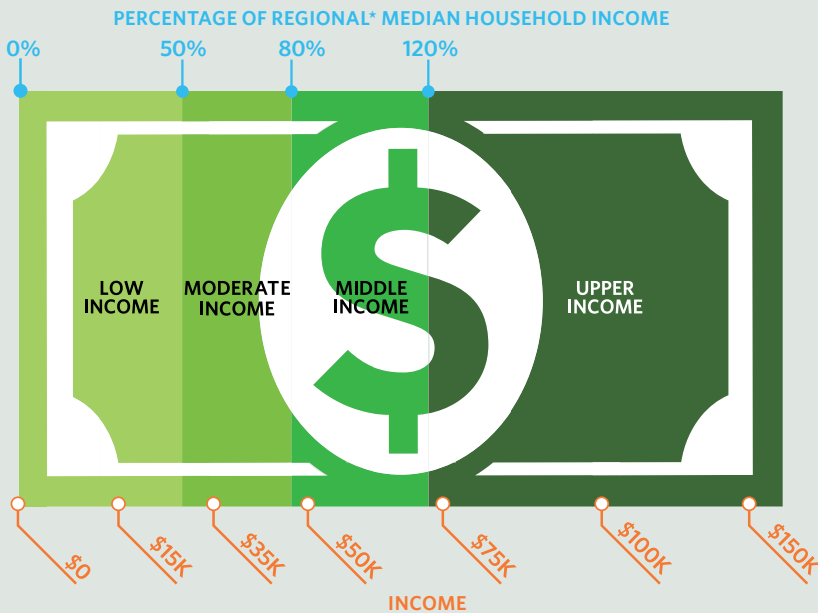 PERCENTAGE OF REGIONAL* MEDIAN HOUSEHOLD INCOME
0% 50% 80% 120%
LOW
INCOME
MODERATE
INCOME
MIDDLE
INCOME
UPPER
INCOME
$
$0 $15K $35K $50K $75K $100K $150K
INCOME